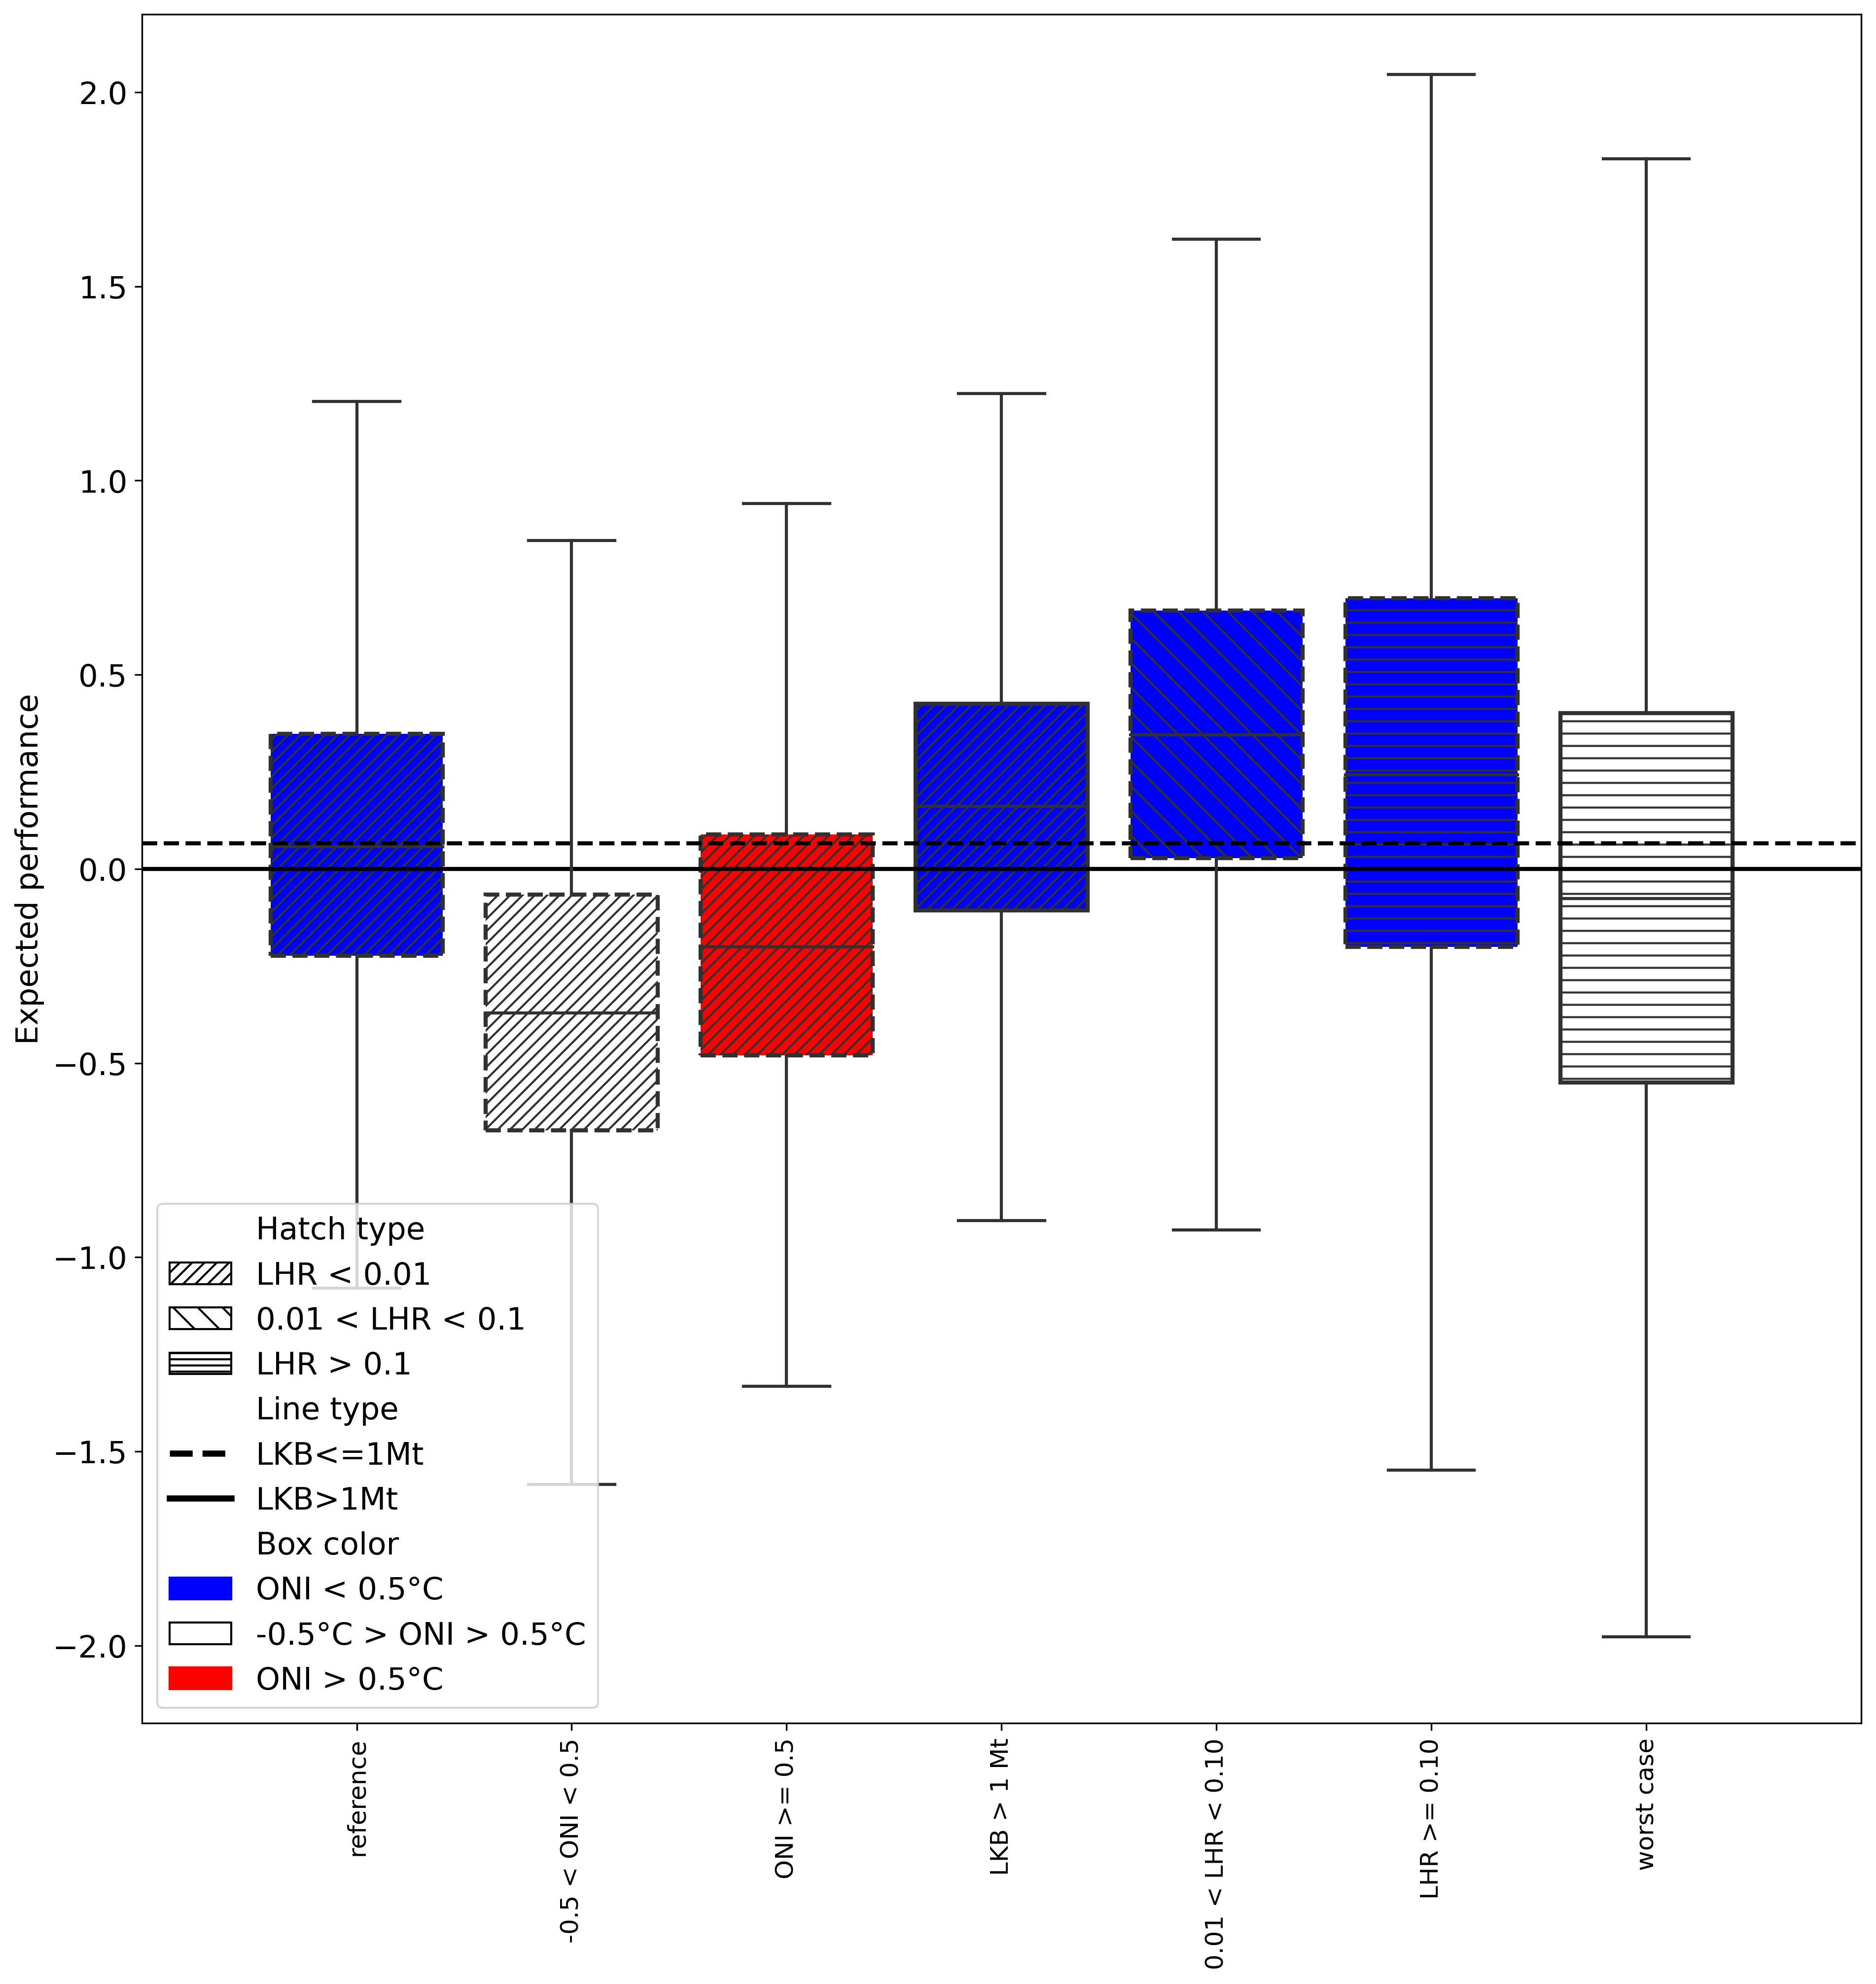 Expected performance
2.0
1.5
1.0
0.5
0.0
−0.5
−1.0
−1.5
−2.0
Hatch type
LHR < 0.01
0.01 < LHR < 0.1
LHR > 0.1
Line type
LKB<=1Mt
LKB>1Mt
Box color
ONI < 0.5°C
-0.5°C > ONI > 0.5°C
ONI > 0.5°C
reference
-0.5 < ONI < 0.5
ONI >= 0.5
LKB > 1 Mt
0.01 < LHR < 0.10
LHR >= 0.10
worst case